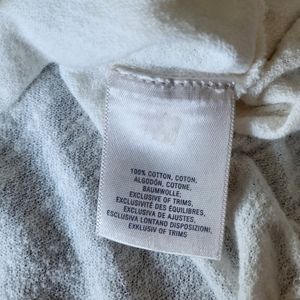 100% COTTON, COTON,
ALGODÓN, COTONE,
BAUMWOLLE;
EXCLUSIVE OF TRIMS,
EXCLUSIVITÉ DES ÉQUILIBRES,
EXCLUSIVA DE AJUSTES,
ESCLUSIVA LONTANO DISPOSIZIONI,
EXKLUSIV OF TRIMS